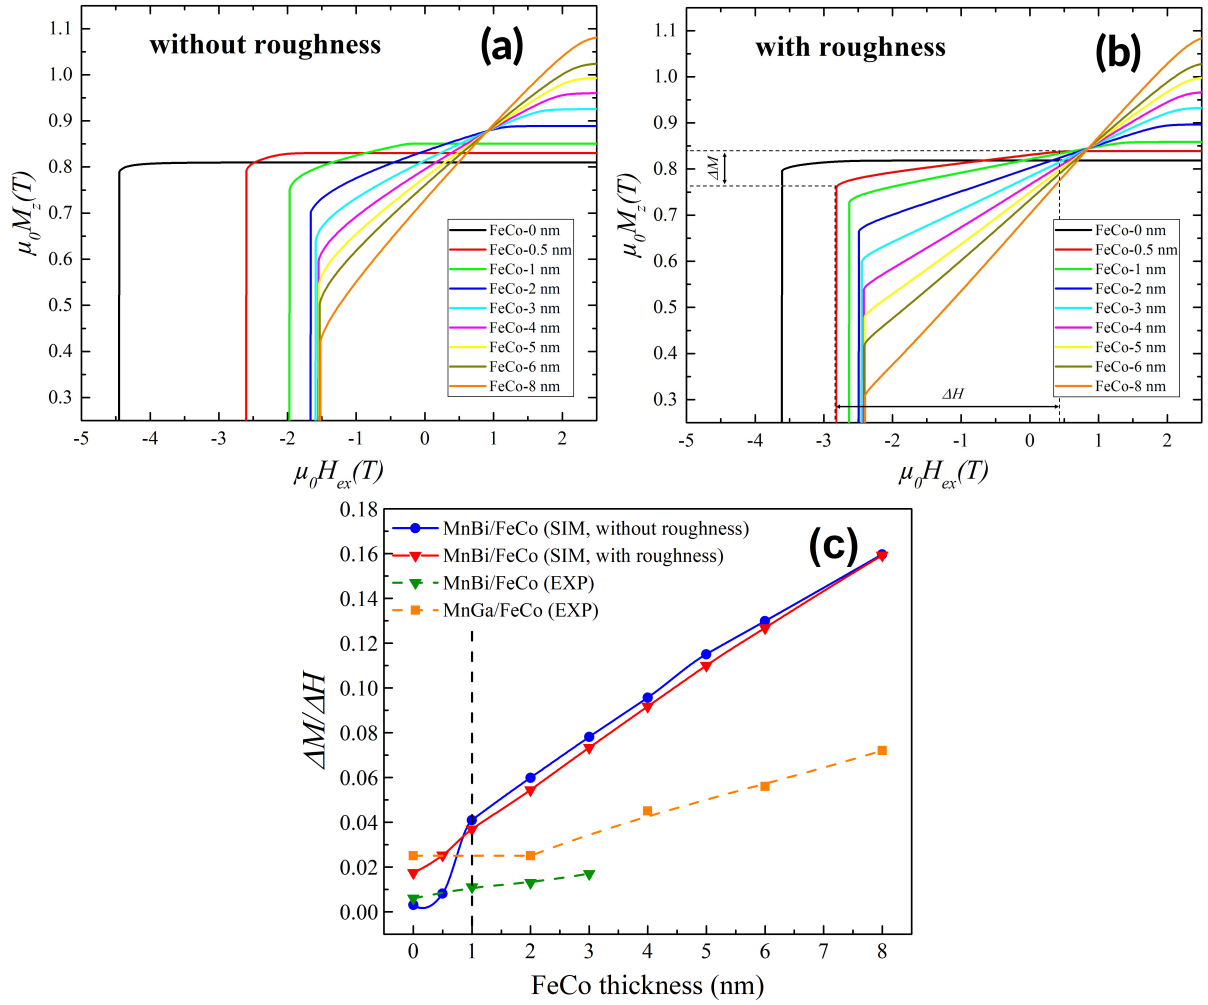 without roughness
(a)
1.1
1.0
0.9
0.8
0.7
0.6
0.5
0.4
0.3
μ₀M_z(T)
FeCo-0 nm
FeCo-0.5 nm
FeCo-1 nm
FeCo-2 nm
FeCo-3 nm
FeCo-4 nm
FeCo-5 nm
FeCo-6 nm
FeCo-8 nm
-5 -4 -3 -2 -1 0 1 2
μ₀H_ex(T)
with roughness
(b)
1.1
1.0
0.9
0.8
0.7
0.6
0.5
0.4
0.3
μ₀M_z(T)
ΔM
FeCo-0 nm
FeCo-0.5 nm
FeCo-1 nm
FeCo-2 nm
FeCo-3 nm
FeCo-4 nm
FeCo-5 nm
FeCo-6 nm
FeCo-8 nm
ΔH
-5 -4 -3 -2 -1 0 1 2
μ₀H_ex(T)
(c)
MnBi/FeCo (SIM, without roughness)
MnBi/FeCo (SIM, with roughness)
MnBi/FeCo (EXP)
MnGa/FeCo (EXP)
0.18
0.16
0.14
0.12
0.10
0.08
0.06
0.04
0.02
0.00
ΔM/ΔH
0 1 2 3 4 5 6 7 8
FeCo thickness (nm)